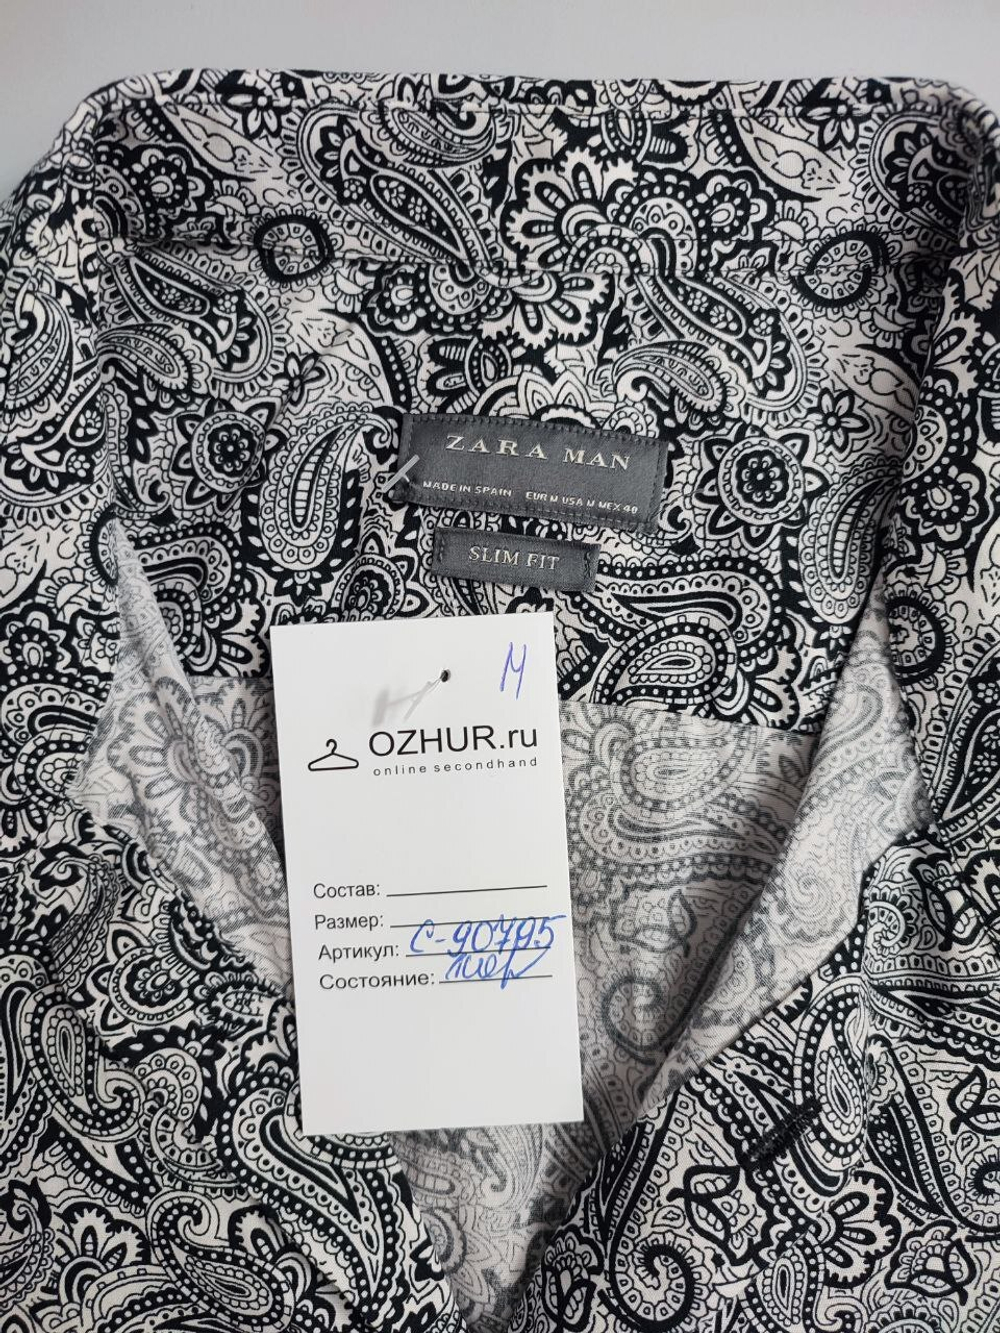 ZARA MAN
MADE IN SPAIN EUR M USA M MEX 40
SLIM FIT
M
OZHUR.ru
online secondhand
Состав:
Размер:
Артикул: С-90795
Состояние: